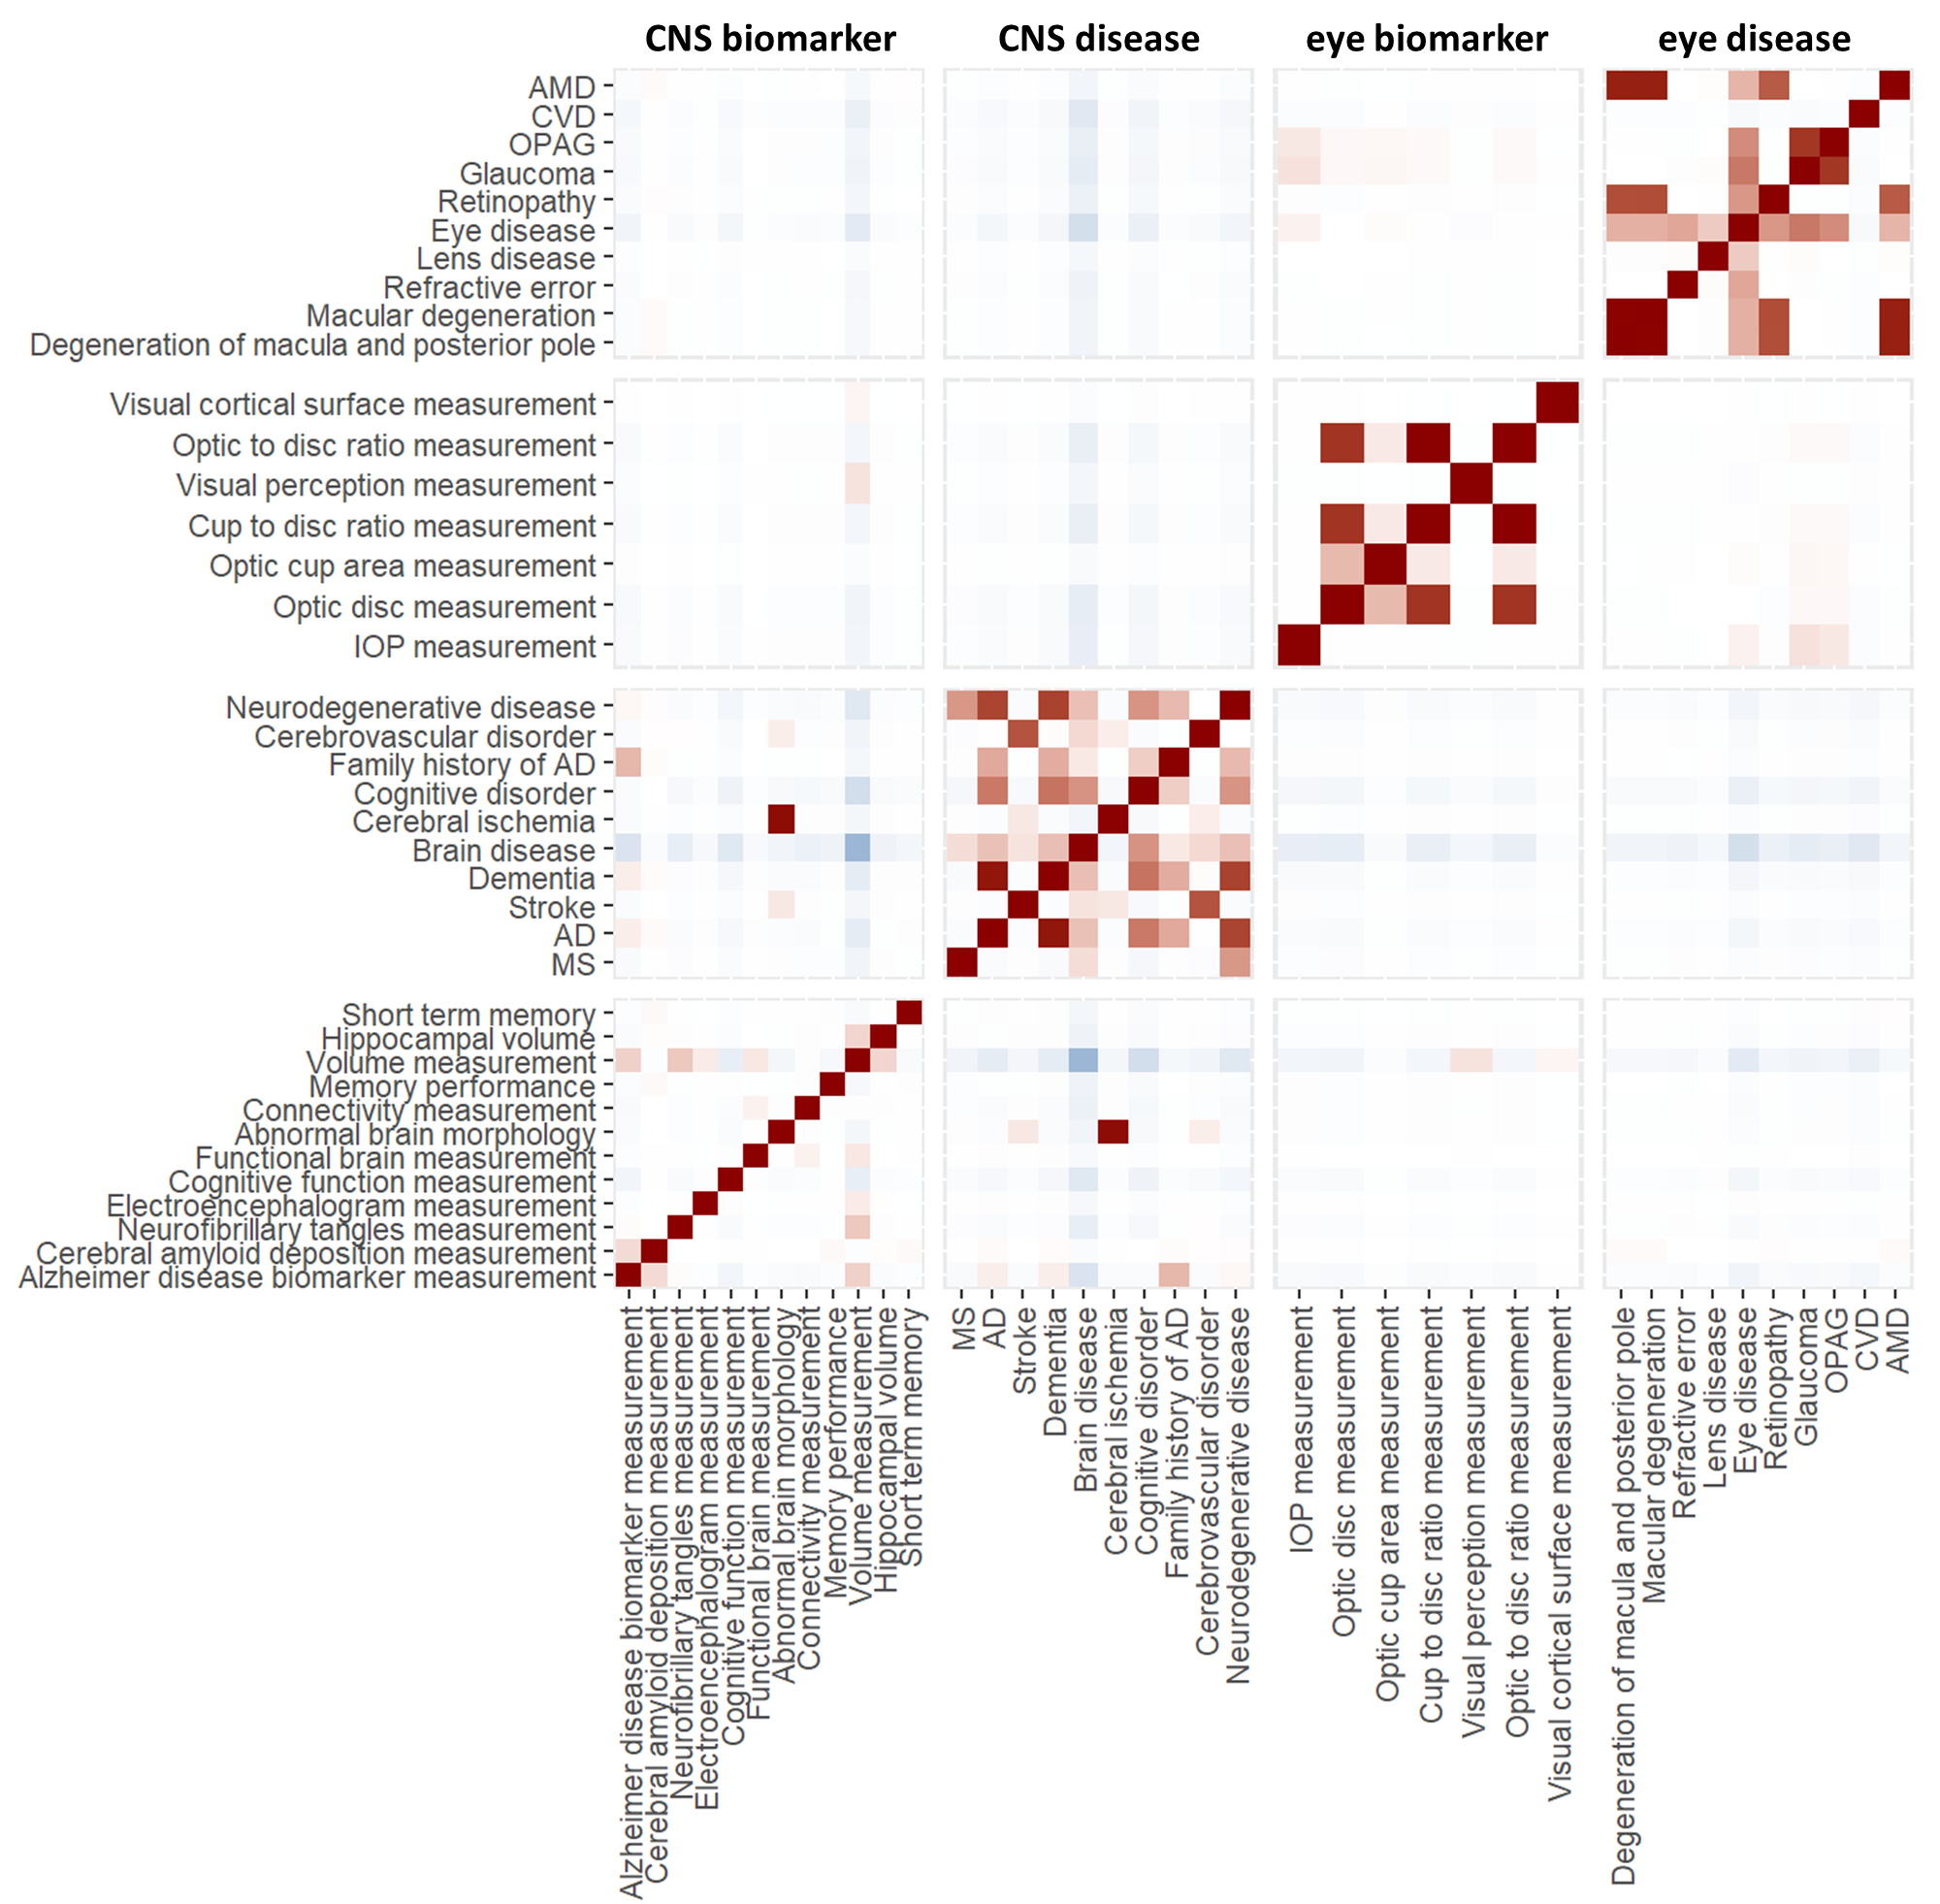 CNS biomarker
CNS disease
eye biomarker
eye disease
AMD
CVD
OPAG
Glaucoma
Retinopathy
Eye disease
Lens disease
Refractive error
Macular degeneration
Degeneration of macula and posterior pole
Visual cortical surface measurement
Optic to disc ratio measurement
Visual perception measurement
Cup to disc ratio measurement
Optic cup area measurement
Optic disc measurement
IOP measurement
Neurodegenerative disease
Cerebrovascular disorder
Family history of AD
Cognitive disorder
Cerebral ischemia
Brain disease
Dementia
Stroke
AD
MS
Short term memory
Hippocampal volume
Volume measurement
Memory performance
Connectivity measurement
Abnormal brain morphology
Functional brain measurement
Cognitive function measurement
Electroencephalogram measurement
Neurofibrillary tangles measurement
Cerebral amyloid deposition measurement
Alzheimer disease biomarker measurement
Alzheimer disease biomarker measurement
Cerebral amyloid deposition measurement
Neurofibrillary tangles measurement
Electroencephalogram measurement
Cognitive function measurement
Functional brain measurement
Abnormal brain morphology
Connectivity measurement
Memory performance
Volume measurement
Hippocampal volume
Short term memory
MS
AD
Stroke
Dementia
Brain disease
Cerebral ischemia
Cognitive disorder
Family history of AD
Cerebrovascular disorder
Neurodegenerative disease
IOP measurement
Optic disc measurement
Optic cup area measurement
Cup to disc ratio measurement
Visual perception measurement
Optic to disc ratio measurement
Visual cortical surface measurement
Degeneration of macula and posterior pole
Macular degeneration
Refractive error
Lens disease
Eye disease
Retinopathy
Glaucoma
OPAG
CVD
AMD